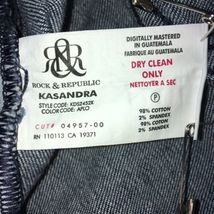 R&R
ROCK & REPUBLIC
KASANDRA
STYLE CODE: KDS2452K
COLOR CODE: APLO
CUT# 04957-00
RN 110113 CA 19371
DIGITALLY MASTERED
IN GUATEMALA
FABRIQUE AU GUATEMALA
DRY CLEAN
ONLY
NETTOYER A SEC
P
98% COTTON
2% SPANDEX
98% COTTON
2% SPANDEX